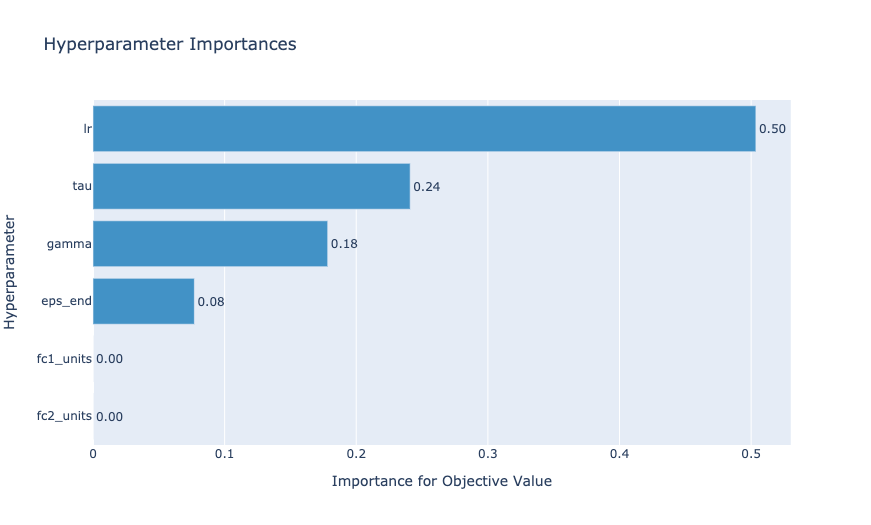 Hyperparameter Importances
Hyperparameter
lr 0.50
tau 0.24
gamma 0.18
eps_end 0.08
fc1_units 0.00
fc2_units 0.00
0 0.1 0.2 0.3 0.4 0.5
Importance for Objective Value